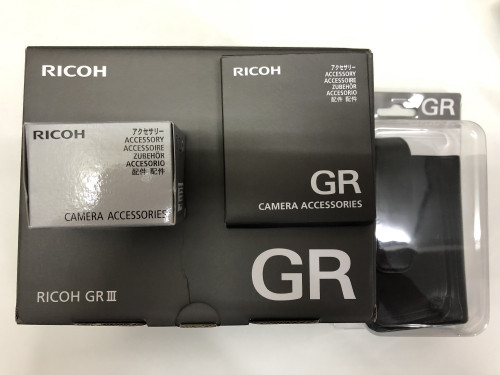 RICOH
RICOH
アクセサリー
ACCESSORY
ACCESSOIRE
ZUBEHÖR
ACCESORIO
配件 配件
GR
CAMERA ACCESSORIES
GR
RICOH
アクセサリー
ACCESSORY
ACCESSOIRE
ZUBEHÖR
ACCESORIO
配件 配件
CAMERA ACCESSORIES
RICOH GR III
GR